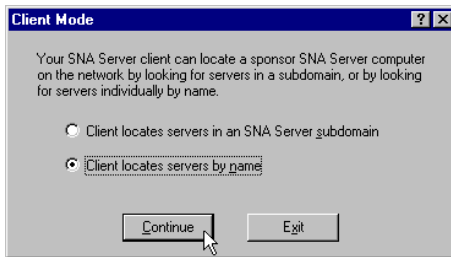 Client Mode
Your SNA Server client can locate a sponsor SNA Server computer
on the network by looking for servers in a subdomain, or by looking
for servers individually by name.
Client locates servers in an SNA Server subdomain
Client locates servers by name
Continue Exit